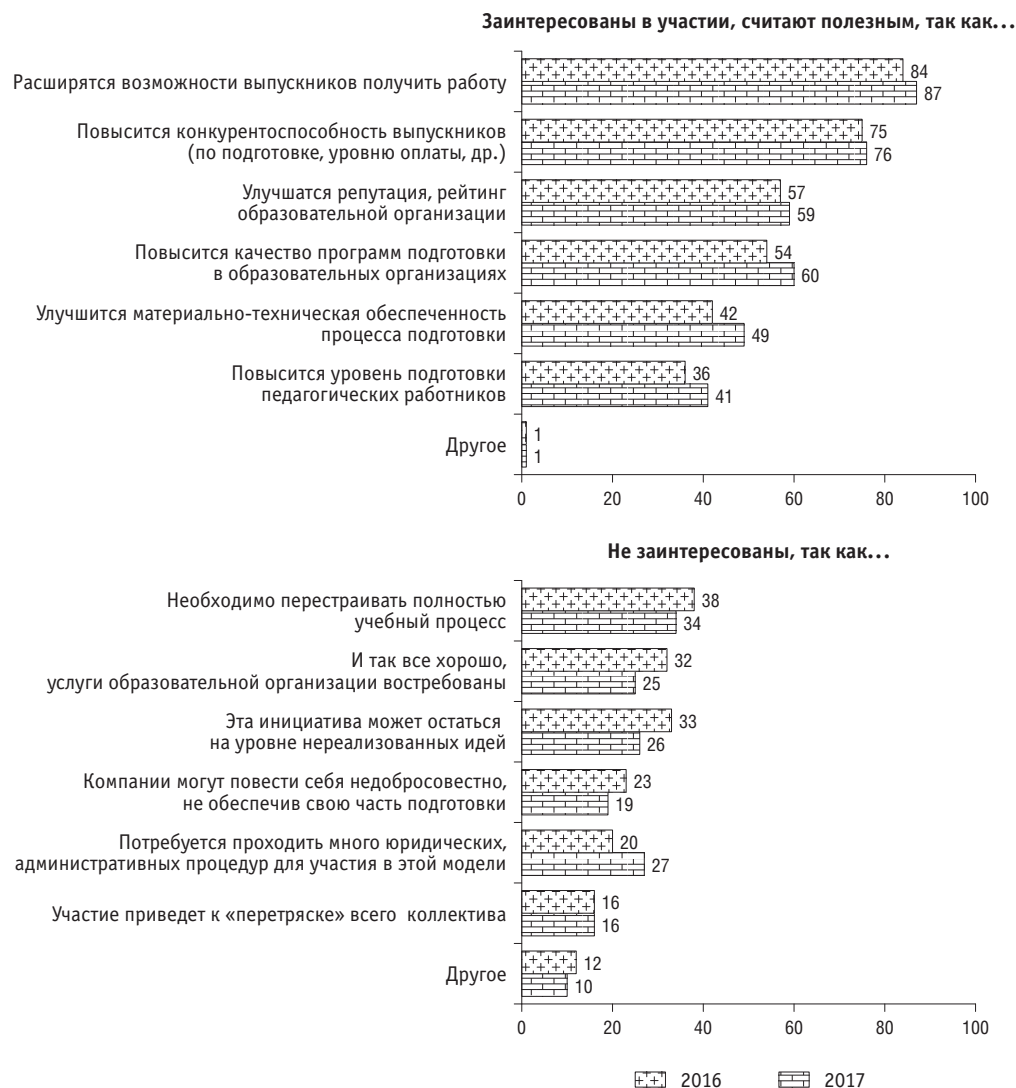 Заинтересованы в участии, считают полезным, так как...
Расширятся возможности выпускников получить работу
84
87
Повысится конкурентоспособность выпускников
(по подготовке, уровню оплаты, др.)
75
76
Улучшатся репутация, рейтинг
образовательной организации
57
59
Повысится качество программ подготовки
в образовательных организациях
54
60
Улучшится материально-техническая обеспеченность
процесса подготовки
42
49
Повысится уровень подготовки
педагогических работников
36
41
Другое
1
1
0 20 40 60 80 100
Не заинтересованы, так как...
Необходимо перестраивать полностью
учебный процесс
38
34
И так все хорошо,
услуги образовательной организации востребованы
32
25
Эта инициатива может остаться
на уровне нереализованных идей
33
26
Компании могут повести себя недобросовестно,
не обеспечив свою часть подготовки
23
19
Потребуется проходить много юридических,
административных процедур для участия в этой модели
20
27
Участие приведет к «перетряске» всего коллектива
16
16
Другое
12
10
0 20 40 60 80 100
2016 2017